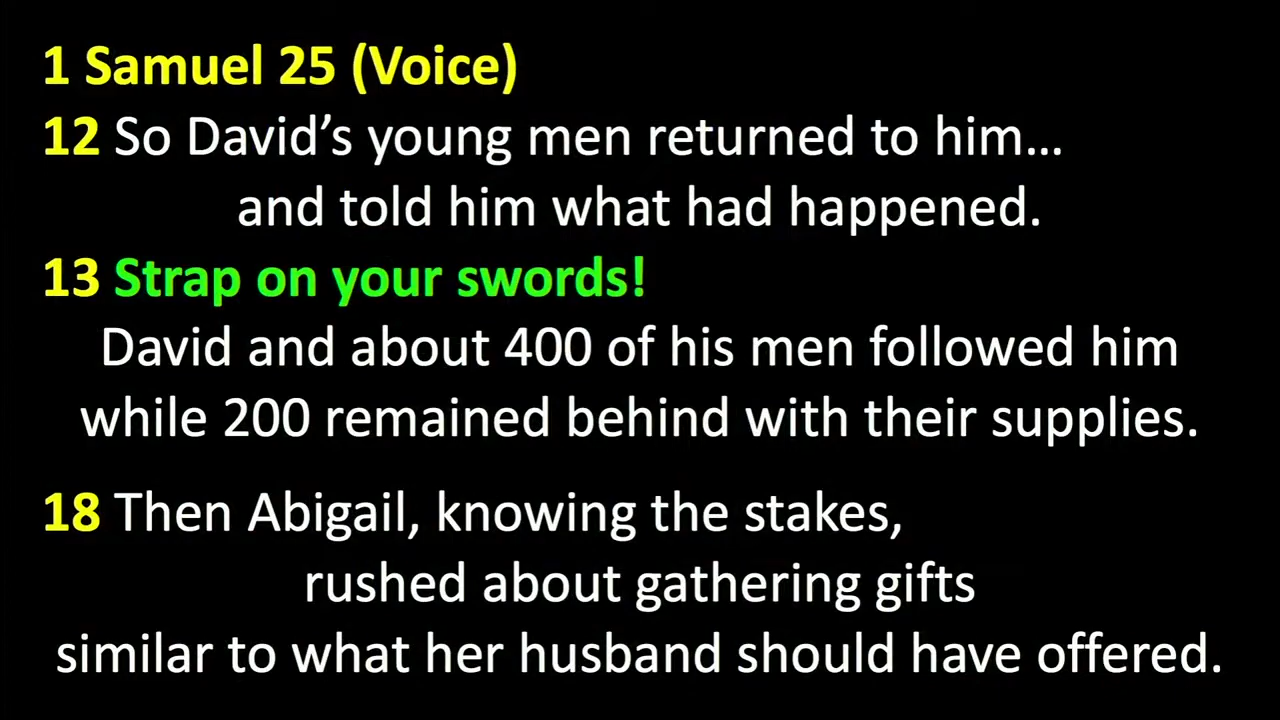 1 Samuel 25 (Voice)
12 So David’s young men returned to him…
and told him what had happened.
13 Strap on your swords!
David and about 400 of his men followed him
while 200 remained behind with their supplies.
18 Then Abigail, knowing the stakes,
rushed about gathering gifts
similar to what her husband should have offered.